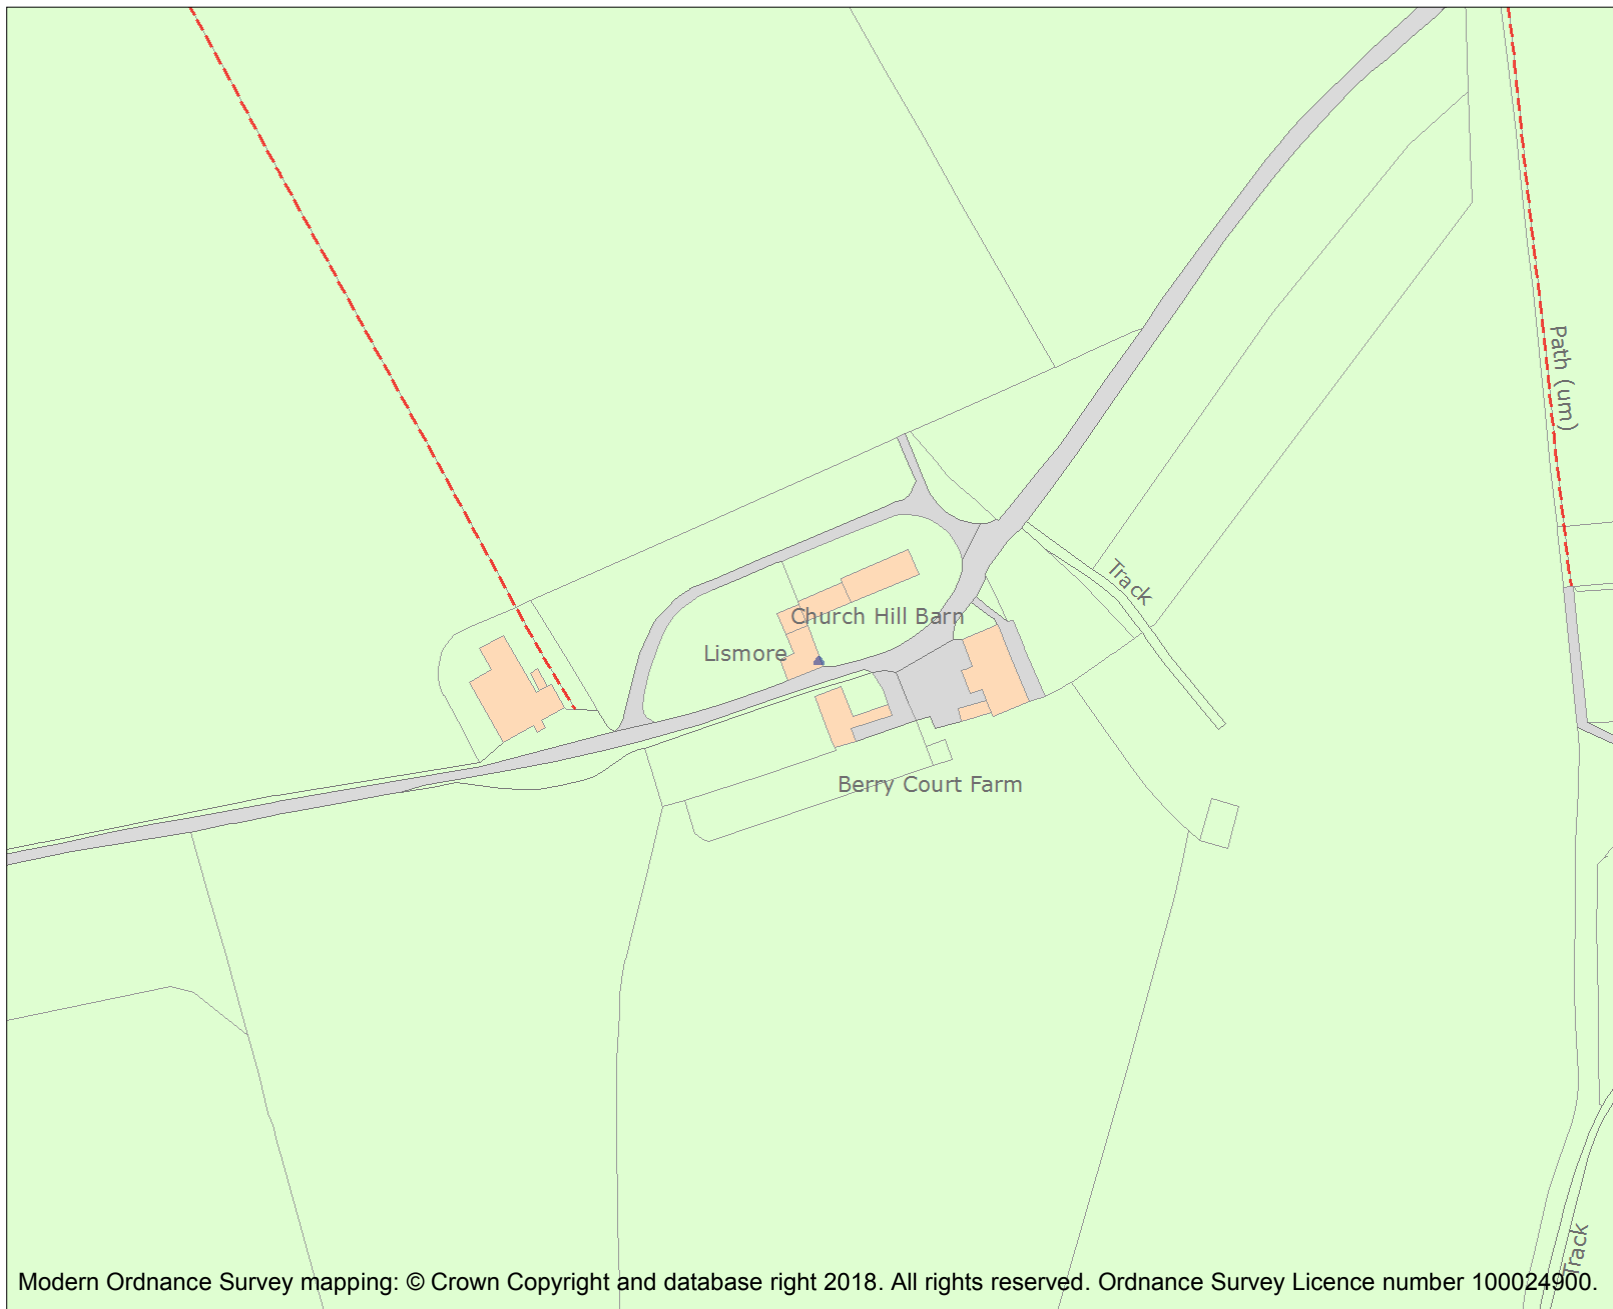 Path (um)
Track
Church Hill Barn
Lismore
Berry Court Farm
Track
Modern Ordnance Survey mapping: © Crown Copyright and database right 2018. All rights reserved. Ordnance Survey Licence number 100024900.